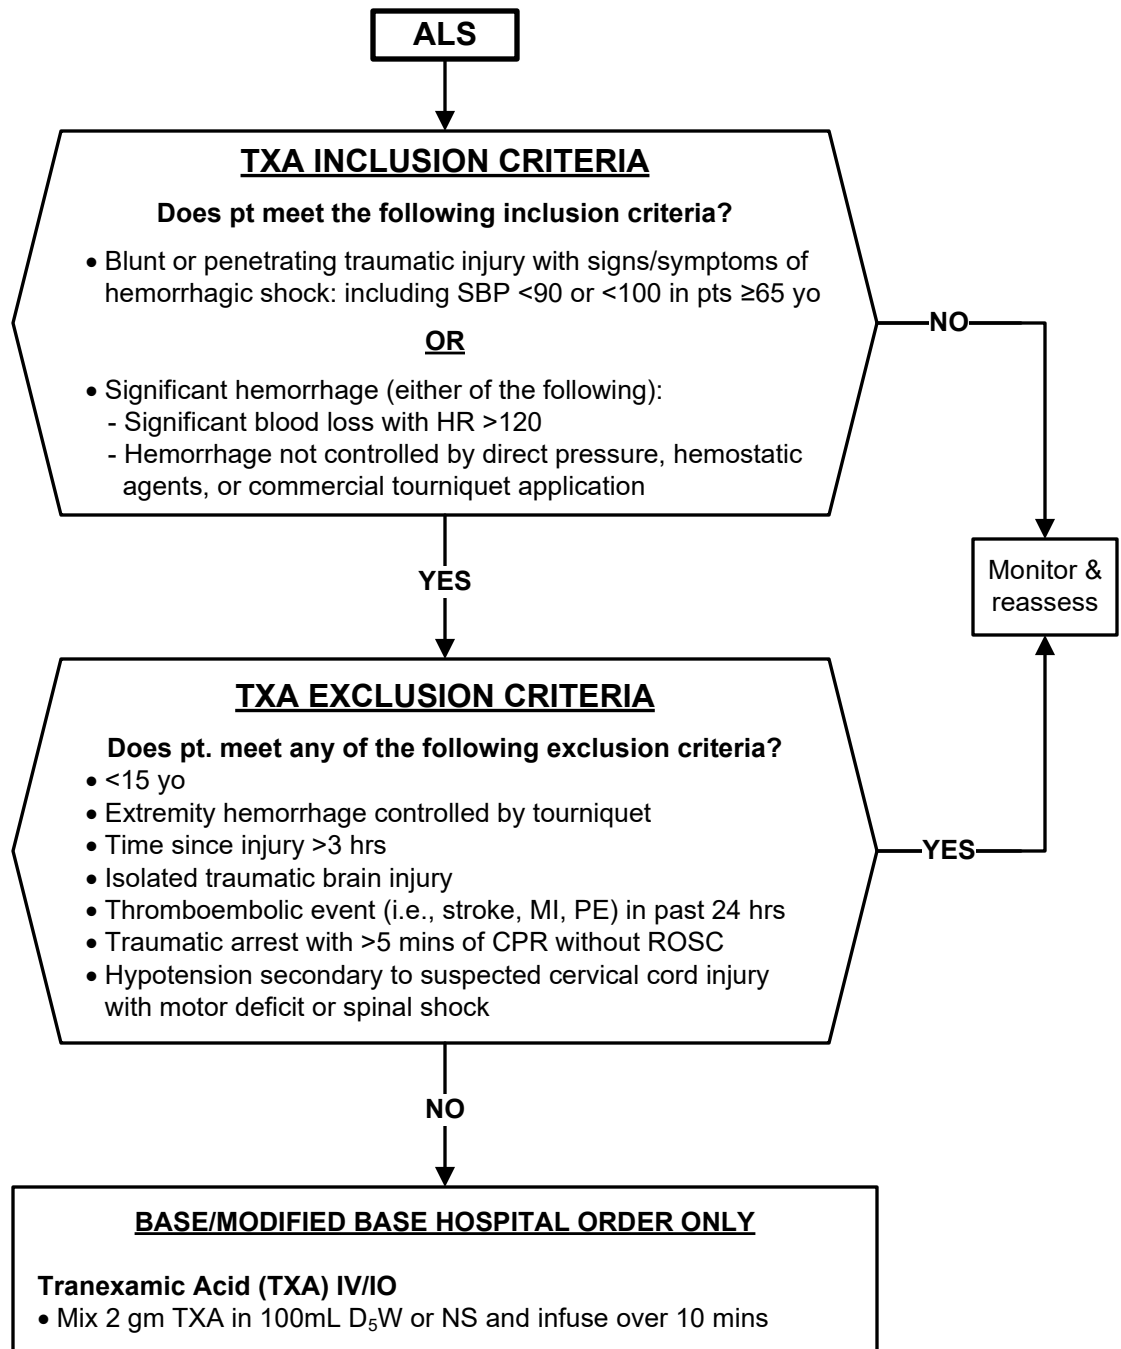 ALS
TXA INCLUSION CRITERIA
Does pt meet the following inclusion criteria?
• Blunt or penetrating traumatic injury with signs/symptoms of
hemorrhagic shock: including SBP <90 or <100 in pts ≥65 yo
OR
• Significant hemorrhage (either of the following):
- Significant blood loss with HR >120
- Hemorrhage not controlled by direct pressure, hemostatic
agents, or commercial tourniquet application
NO
Monitor &
reassess
YES
TXA EXCLUSION CRITERIA
Does pt. meet any of the following exclusion criteria?
• <15 yo
• Extremity hemorrhage controlled by tourniquet
• Time since injury >3 hrs
• Isolated traumatic brain injury
• Thromboembolic event (i.e., stroke, MI, PE) in past 24 hrs
• Traumatic arrest with >5 mins of CPR without ROSC
• Hypotension secondary to suspected cervical cord injury
with motor deficit or spinal shock
YES
NO
BASE/MODIFIED BASE HOSPITAL ORDER ONLY
Tranexamic Acid (TXA) IV/IO
• Mix 2 gm TXA in 100mL D₅W or NS and infuse over 10 mins